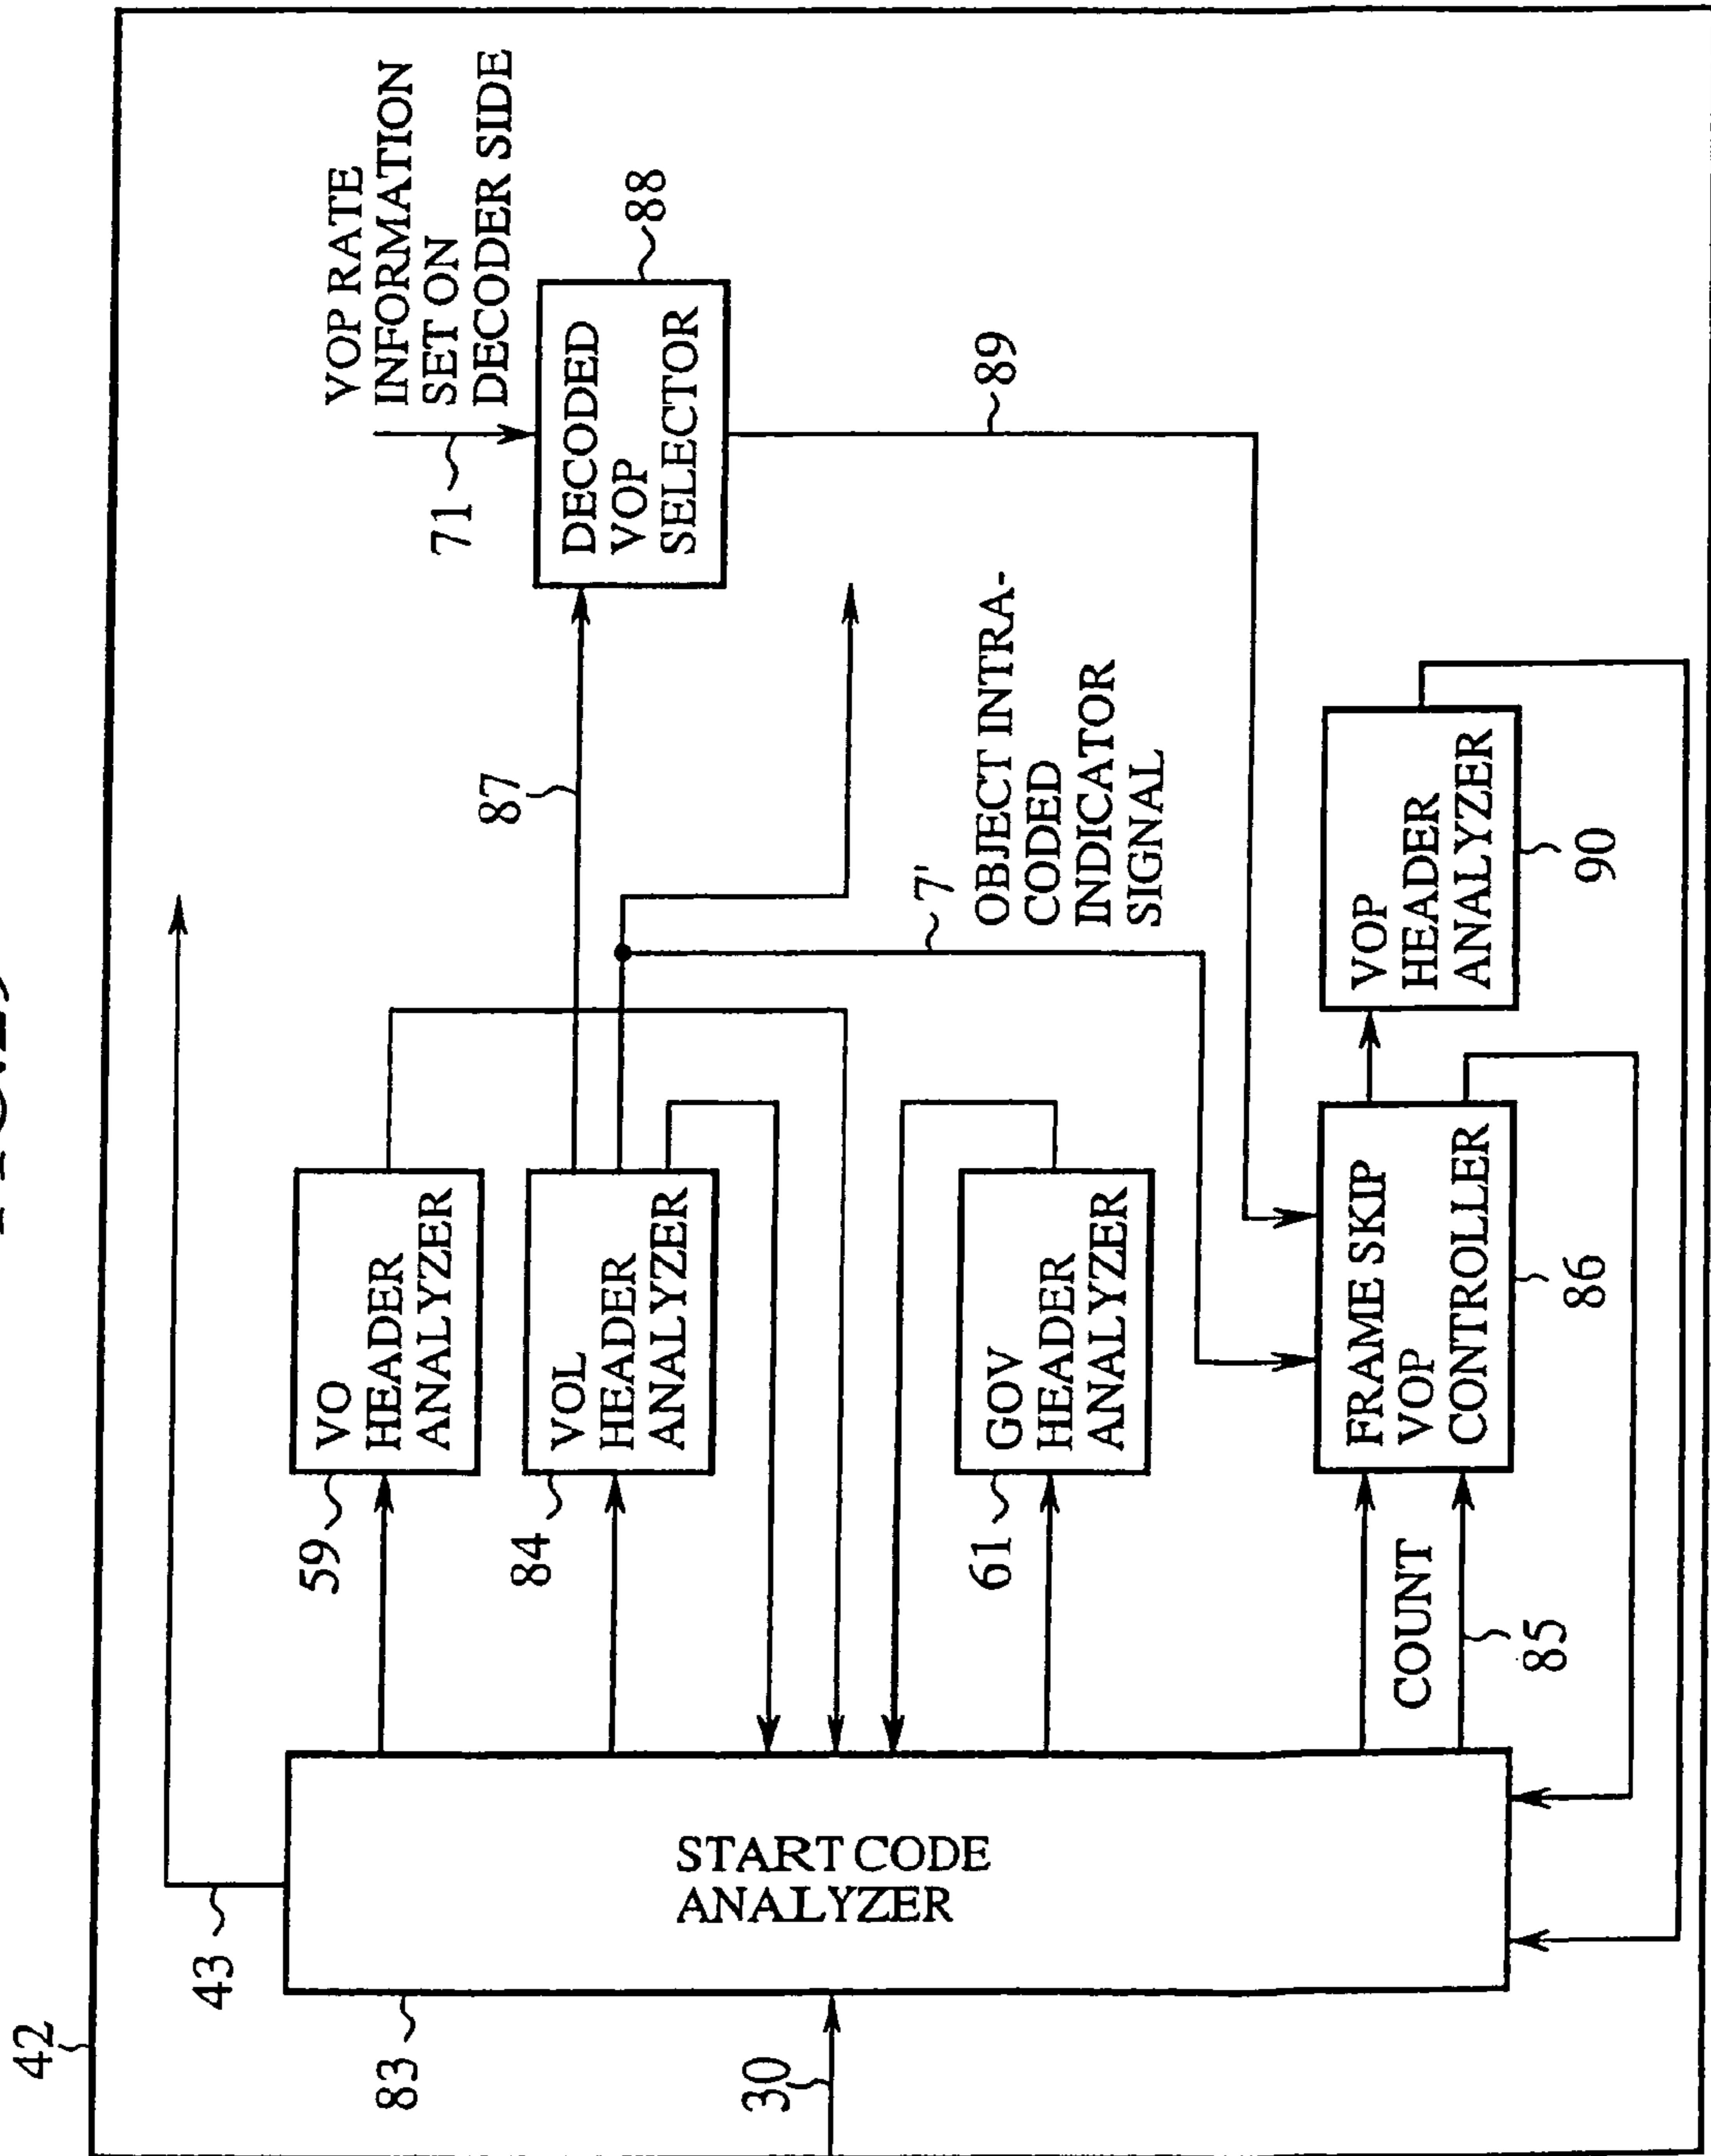 42
43
83
30
START CODE
ANALYZER
59
VO
HEADER
ANALYZER
84
VOL
HEADER
ANALYZER
61
GOV
HEADER
ANALYZER
COUNT
85
FRAME SKIP
VOP
CONTROLLER
86
87
7'
OBJECT INTRA-
CODED
INDICATOR
SIGNAL
VOP
HEADER
ANALYZER
90
VOP RATE
INFORMATION
SET ON
DECODER SIDE
71
DECODED
VOP
SELECTOR
88
89